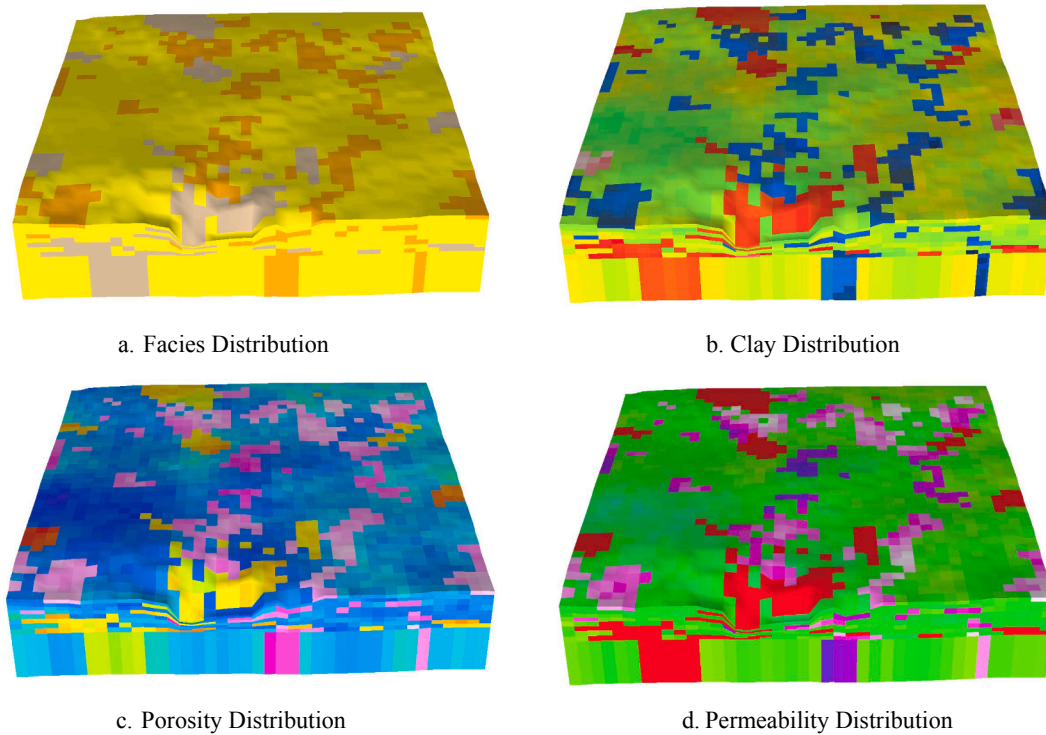 a. Facies Distribution
b. Clay Distribution
c. Porosity Distribution
d. Permeability Distribution